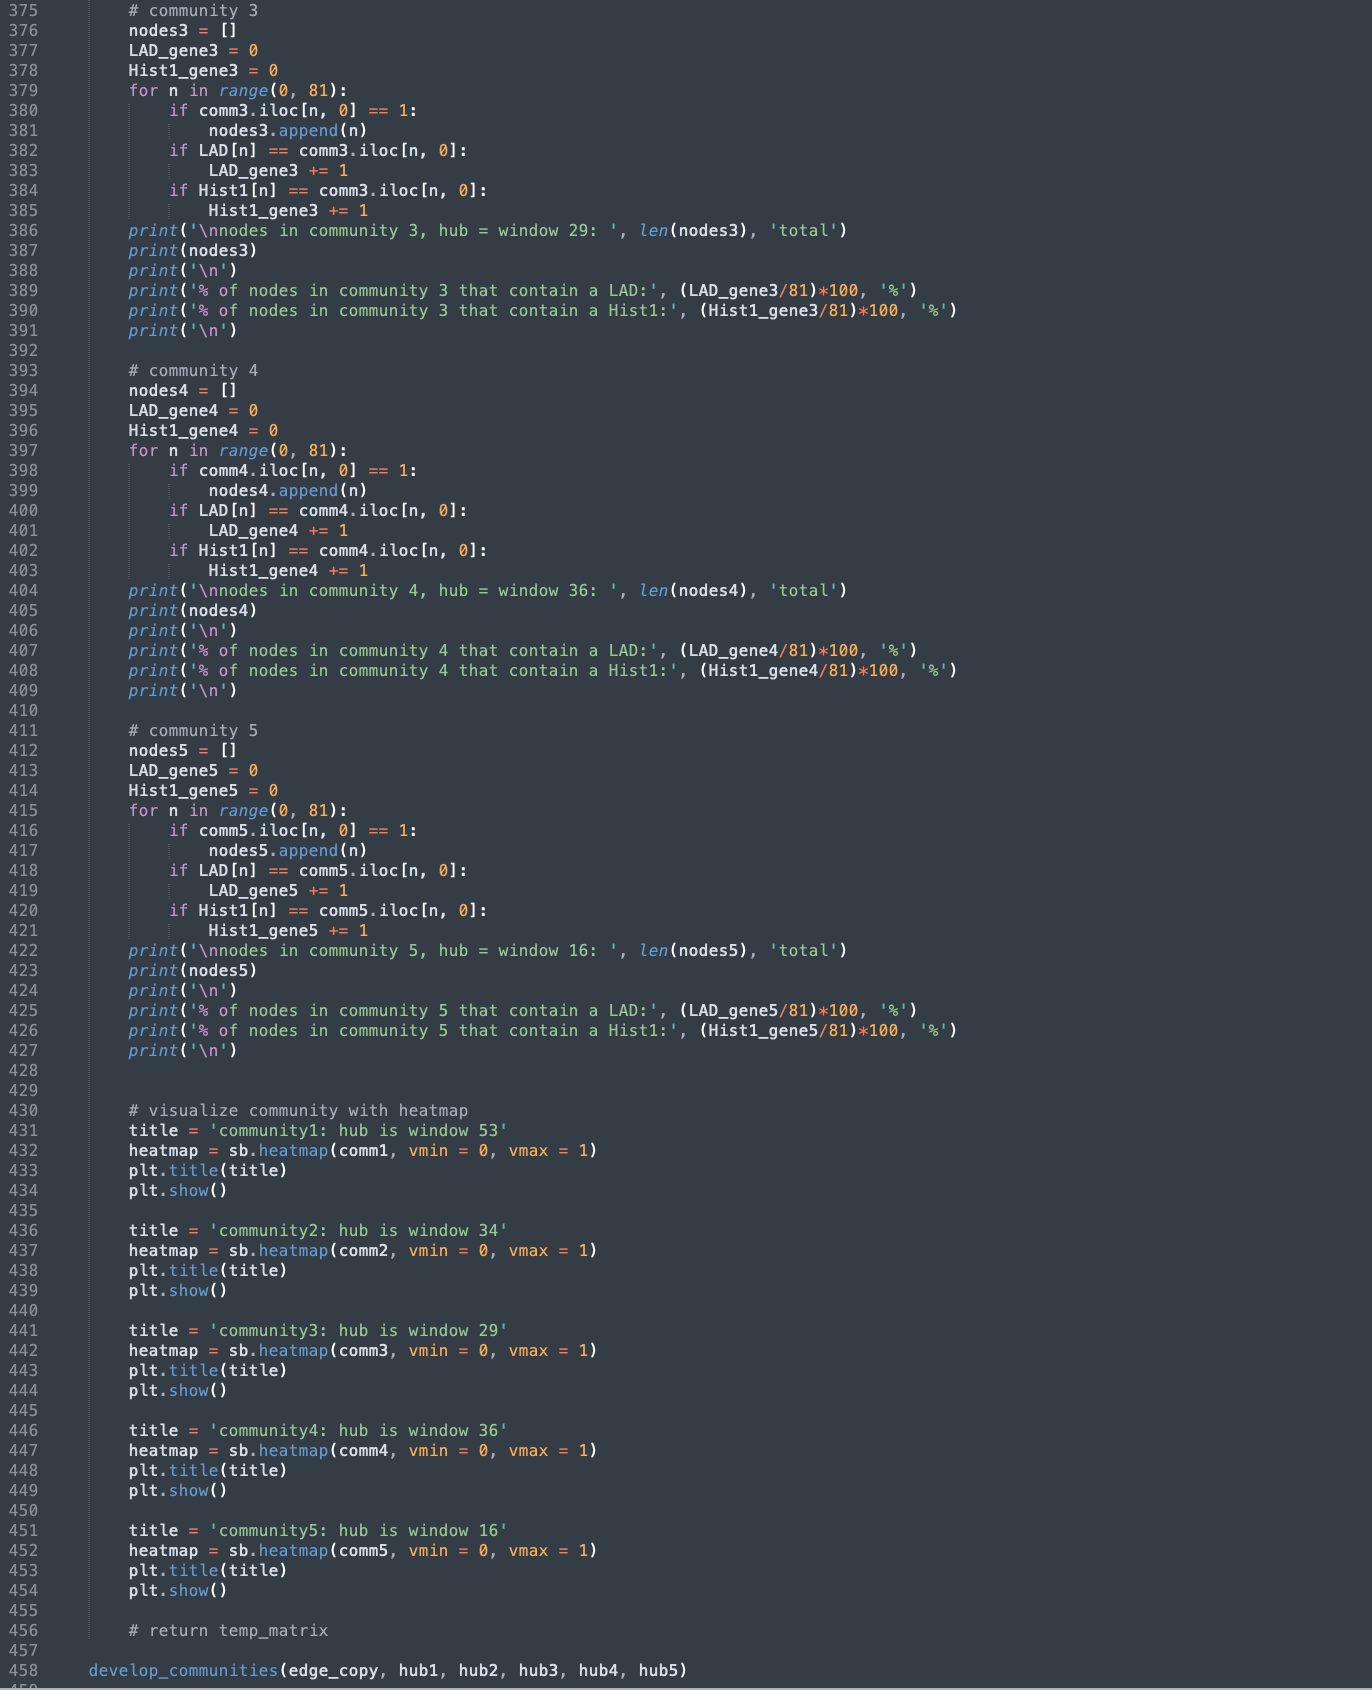 375 # community 3
376 nodes3 = []
377 LAD_gene3 = 0
378 Hist1_gene3 = 0
379 for n in range(0, 81):
380 if comm3.iloc[n, 0] == 1:
381 nodes3.append(n)
382 if LAD[n] == comm3.iloc[n, 0]:
383 LAD_gene3 += 1
384 if Hist1[n] == comm3.iloc[n, 0]:
385 Hist1_gene3 += 1
386 print('\nnodes in community 3, hub = window 29: ', len(nodes3), 'total')
387 print(nodes3)
388 print('\n')
389 print('% of nodes in community 3 that contain a LAD:', (LAD_gene3/81)*100, '%')
390 print('% of nodes in community 3 that contain a Hist1:', (Hist1_gene3/81)*100, '%')
391 print('\n')
392
393 # community 4
394 nodes4 = []
395 LAD_gene4 = 0
396 Hist1_gene4 = 0
397 for n in range(0, 81):
398 if comm4.iloc[n, 0] == 1:
399 nodes4.append(n)
400 if LAD[n] == comm4.iloc[n, 0]:
401 LAD_gene4 += 1
402 if Hist1[n] == comm4.iloc[n, 0]:
403 Hist1_gene4 += 1
404 print('\nnodes in community 4, hub = window 36: ', len(nodes4), 'total')
405 print(nodes4)
406 print('\n')
407 print('% of nodes in community 4 that contain a LAD:', (LAD_gene4/81)*100, '%')
408 print('% of nodes in community 4 that contain a Hist1:', (Hist1_gene4/81)*100, '%')
409 print('\n')
410
411 # community 5
412 nodes5 = []
413 LAD_gene5 = 0
414 Hist1_gene5 = 0
415 for n in range(0, 81):
416 if comm5.iloc[n, 0] == 1:
417 nodes5.append(n)
418 if LAD[n] == comm5.iloc[n, 0]:
419 LAD_gene5 += 1
420 if Hist1[n] == comm5.iloc[n, 0]:
421 Hist1_gene5 += 1
422 print('\nnodes in community 5, hub = window 16: ', len(nodes5), 'total')
423 print(nodes5)
424 print('\n')
425 print('% of nodes in community 5 that contain a LAD:', (LAD_gene5/81)*100, '%')
426 print('% of nodes in community 5 that contain a Hist1:', (Hist1_gene5/81)*100, '%')
427 print('\n')
428
429
430 # visualize community with heatmap
431 title = 'community1: hub is window 53'
432 heatmap = sb.heatmap(comm1, vmin = 0, vmax = 1)
433 plt.title(title)
434 plt.show()
435
436 title = 'community2: hub is window 34'
437 heatmap = sb.heatmap(comm2, vmin = 0, vmax = 1)
438 plt.title(title)
439 plt.show()
440
441 title = 'community3: hub is window 29'
442 heatmap = sb.heatmap(comm3, vmin = 0, vmax = 1)
443 plt.title(title)
444 plt.show()
445
446 title = 'community4: hub is window 36'
447 heatmap = sb.heatmap(comm4, vmin = 0, vmax = 1)
448 plt.title(title)
449 plt.show()
450
451 title = 'community5: hub is window 16'
452 heatmap = sb.heatmap(comm5, vmin = 0, vmax = 1)
453 plt.title(title)
454 plt.show()
455
456 # return temp_matrix
457
458 develop_communities(edge_copy, hub1, hub2, hub3, hub4, hub5)